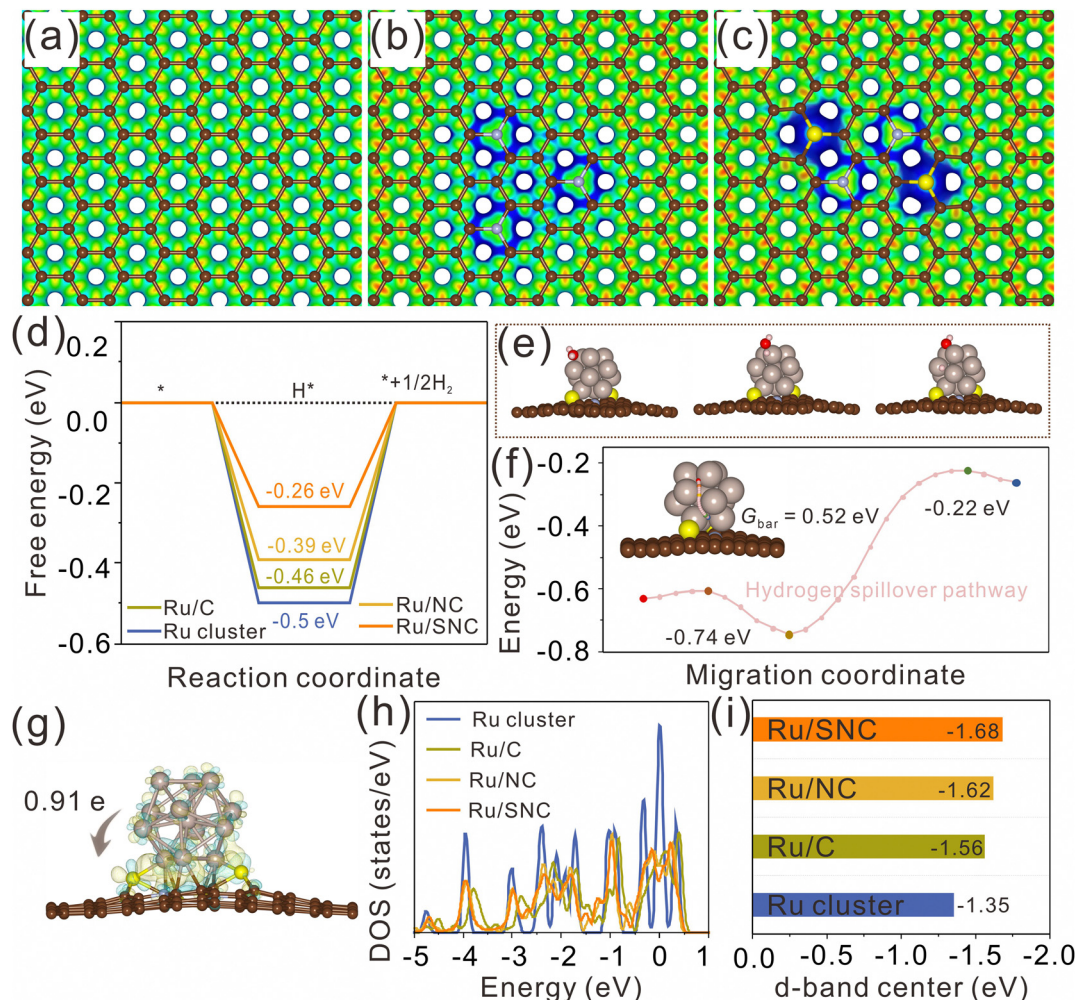 (a)
(b)
(c)
(d)
Free energy (eV)
0.2
0.0
-0.2
-0.4
-0.6
*
H*
*+1/2H₂
-0.26 eV
-0.39 eV
-0.46 eV
-0.5 eV
Ru/C
Ru cluster
Ru/NC
Ru/SNC
Reaction coordinate
(e)
(f)
Energy (eV)
-0.2
-0.4
-0.6
-0.8
G_bar = 0.52 eV
-0.22 eV
Hydrogen spillover pathway
-0.74 eV
Migration coordinate
(g)
0.91 e
(h)
DOS (states/eV)
Ru cluster
Ru/C
Ru/NC
Ru/SNC
-5 -4 -3 -2 -1 0 1
Energy (eV)
(i)
Ru/SNC -1.68
Ru/NC -1.62
Ru/C -1.56
Ru cluster -1.35
0.0 -0.5 -1.0 -1.5 -2.0
d-band center (eV)